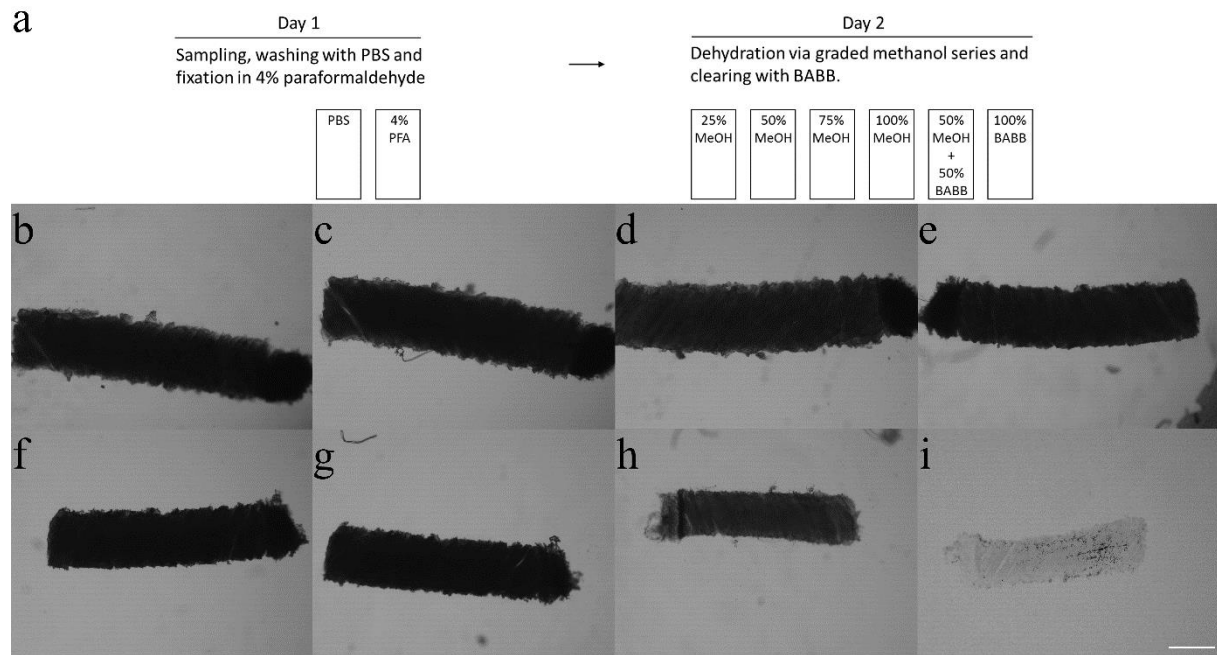 a
Day 1
Sampling, washing with PBS and
fixation in 4% paraformaldehyde
Day 2
Dehydration via graded methanol series and
clearing with BABB.
PBS
4%
PFA
25%
MeOH
50%
MeOH
75%
MeOH
100%
MeOH
50%
MeOH
+
50%
BABB
100%
BABB
b
c
d
e
f
g
h
i